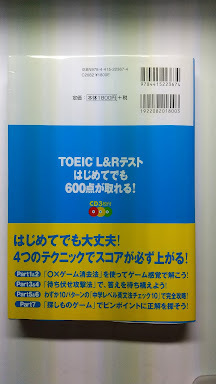 ISBN978-4-415-22067-4
C2082 ¥1800E
定価 本体1800円 +税
9784415220674
1922082018003
TOEIC L&Rテスト
はじめてでも
600点が取れる!
CD3枚付
はじめてでも大丈夫!
4つのテクニックでスコアが必ず上がる!
Part1&2 「〇×ゲーム消去法」を使ってゲーム感覚で解こう!
Part3&4 「待ち伏せ攻撃法」で、答えを待ち構えよう!
Part5&6 わずか10パターンの「中学レベル英文法チェック10」で完全攻略!
Part7 「探しものゲーム」でピンポイントに正解を探そう!